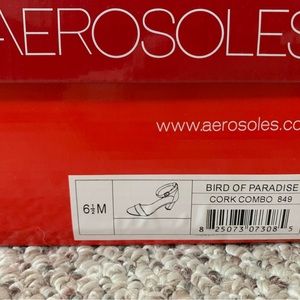 AEROSOLES
www.aerosoles.co
6½M
BIRD OF PARADISE
CORK COMBO 849
8 25073 07308 5